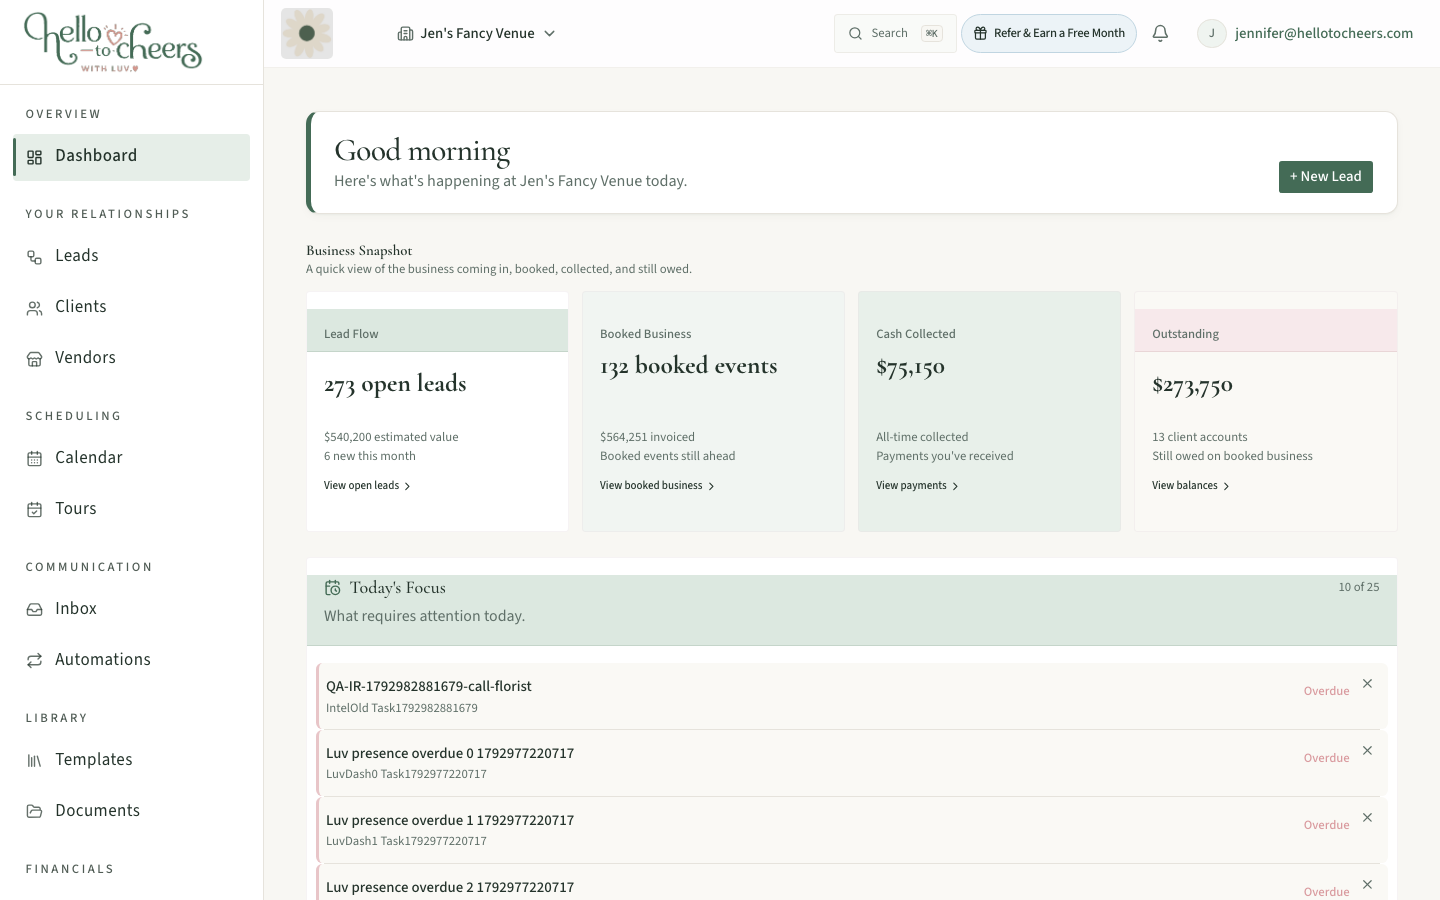 hello to cheers
WITH LUV.
Jen's Fancy Venue
Search ⌘K
Refer & Earn a Free Month
J
jennifer@hellotocheers.com
OVERVIEW
Dashboard
YOUR RELATIONSHIPS
Leads
Clients
Vendors
SCHEDULING
Calendar
Tours
COMMUNICATION
Inbox
Automations
LIBRARY
Templates
Documents
FINANCIALS
Good morning
Here's what's happening at Jen's Fancy Venue today.
+ New Lead
Business Snapshot
A quick view of the business coming in, booked, collected, and still owed.
Lead Flow
273 open leads
$540,200 estimated value
6 new this month
View open leads
Booked Business
132 booked events
$564,251 invoiced
Booked events still ahead
View booked business
Cash Collected
$75,150
All-time collected
Payments you've received
View payments
Outstanding
$273,750
13 client accounts
Still owed on booked business
View balances
Today's Focus
10 of 25
What requires attention today.
QA-IR-1792982881679-call-florist
IntelOld Task1792982881679
Overdue
Luv presence overdue 0 1792977220717
LuvDash0 Task1792977220717
Overdue
Luv presence overdue 1 1792977220717
LuvDash1 Task1792977220717
Overdue
Luv presence overdue 2 1792977220717
Overdue